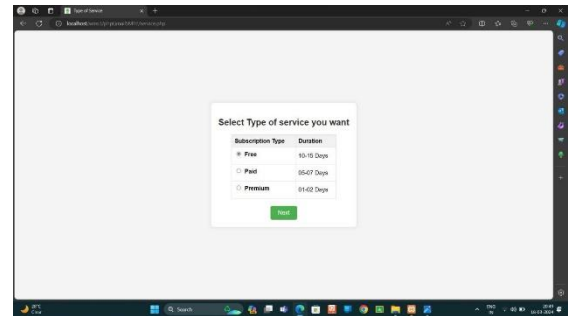 Type of Service
Select Type of service you want
Subscription Type Duration
Free 10-15 Days
Paid 05-07 Days
Premium 01-02 Days
Next
Search
ENG